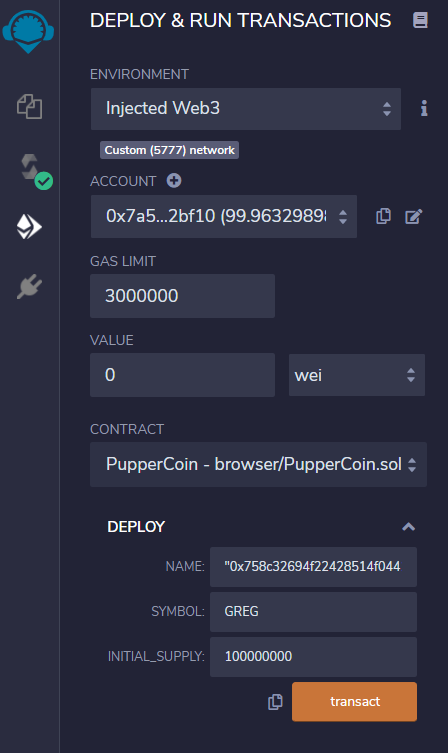 DEPLOY & RUN TRANSACTIONS
ENVIRONMENT
Injected Web3
Custom (5777) network
ACCOUNT
0x7a5...2bf10 (99.96329898
GAS LIMIT
3000000
VALUE
0 wei
CONTRACT
PupperCoin - browser/PupperCoin.sol
DEPLOY
NAME: "0x758c32694f22428514f044
SYMBOL: GREG
INITIAL_SUPPLY: 100000000
transact